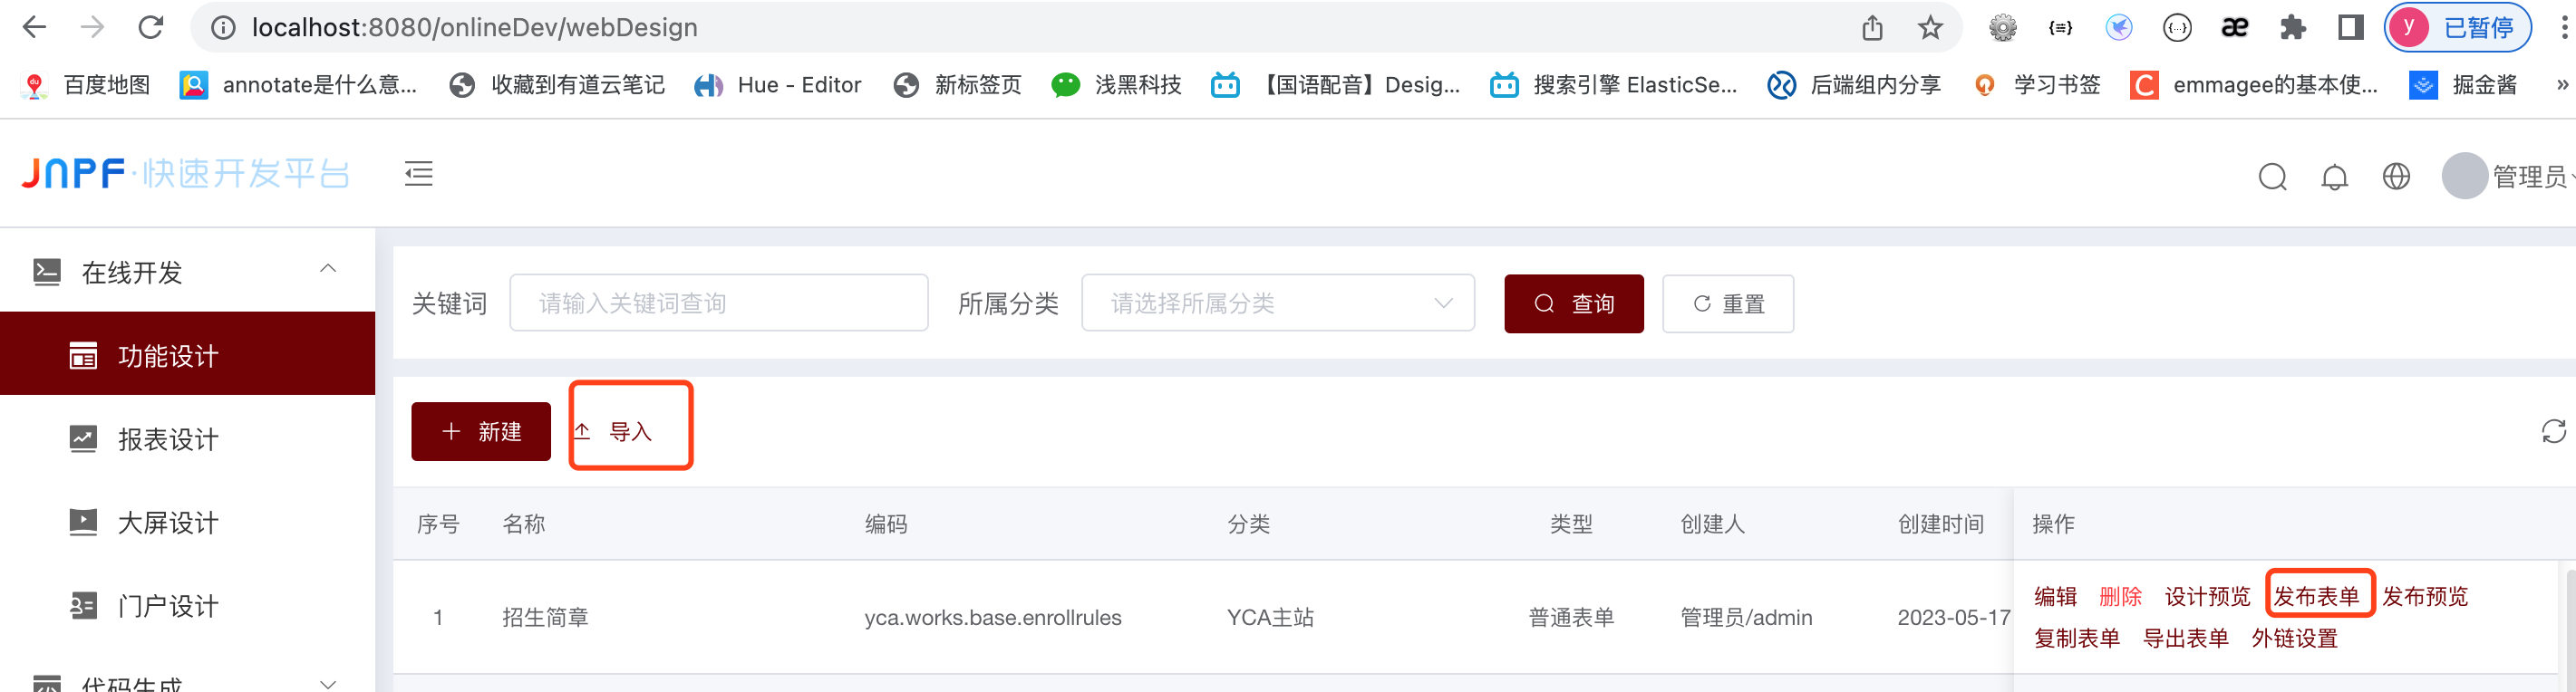 localhost:8080/onlineDev/webDesign
y 已暂停
百度地图 annotate是什么意... 收藏到有道云笔记 Hue - Editor 新标签页 浅黑科技 【国语配音】Desig... 搜索引擎 ElasticSe... 后端组内分享 学习书签 emmagee的基本使... 掘金酱 »
JNPF·快速开发平台
管理员
在线开发
关键词 请输入关键词查询 所属分类 请选择所属分类 查询 重置
功能设计
新建 导入
报表设计
大屏设计
序号 名称 编码 分类 类型 创建人 创建时间 操作
门户设计
1 招生简章 yca.works.base.enrollrules YCA主站 普通表单 管理员/admin 2023-05-17
编辑 删除 设计预览 发布表单 发布预览
复制表单 导出表单 外链设置
代码生成